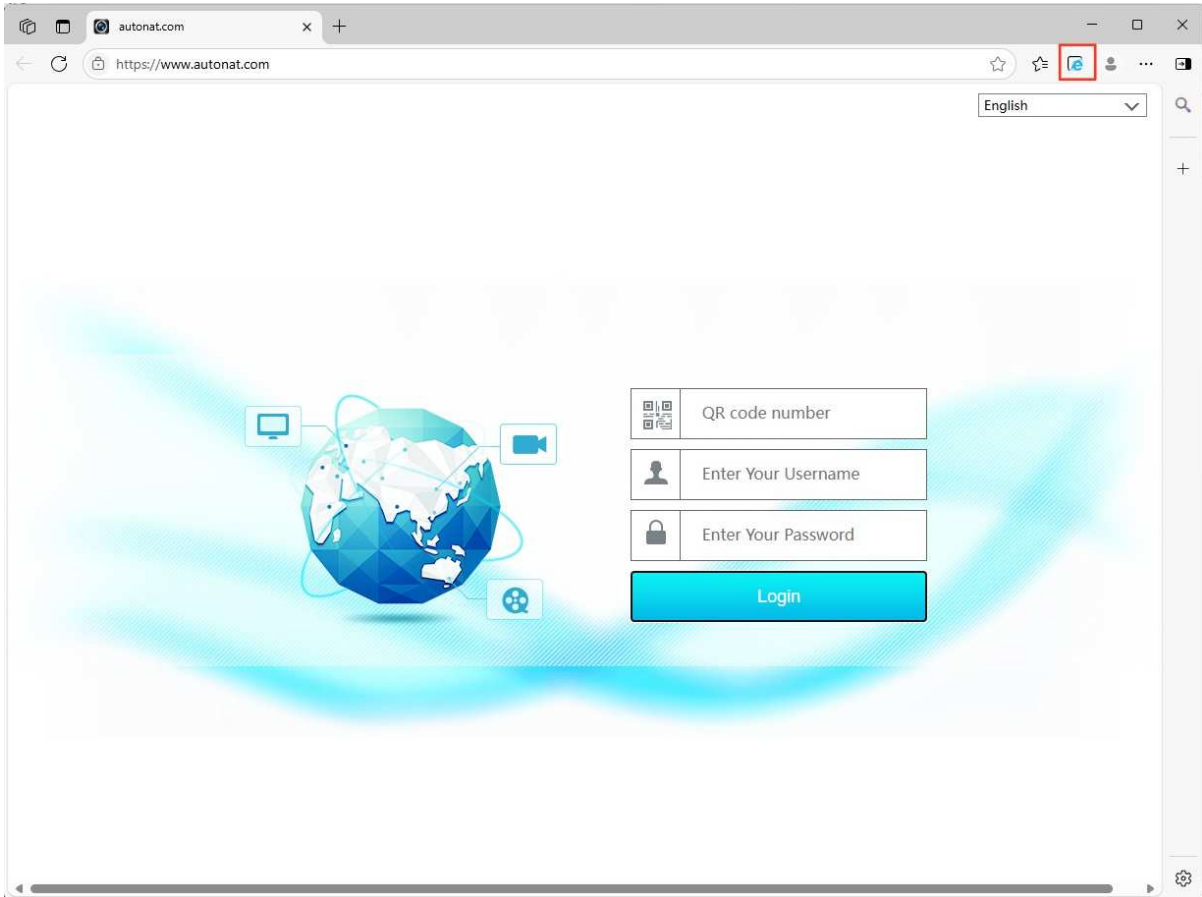 autonat.com
https://www.autonat.com
English
QR code number
Enter Your Username
Enter Your Password
Login